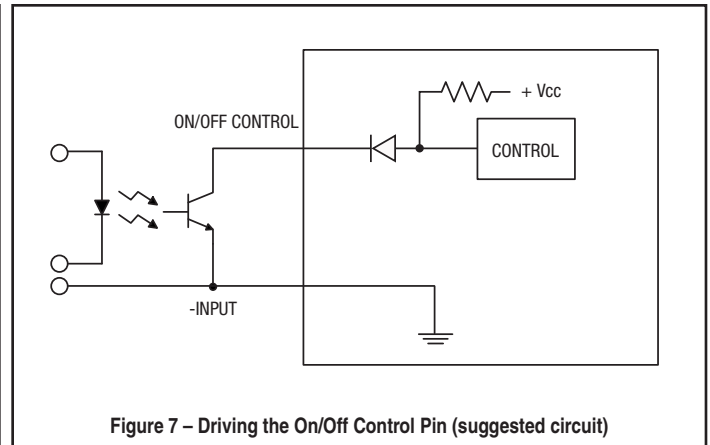 + Vcc
ON/OFF CONTROL
CONTROL
-INPUT
Figure 7 – Driving the On/Off Control Pin (suggested circuit)